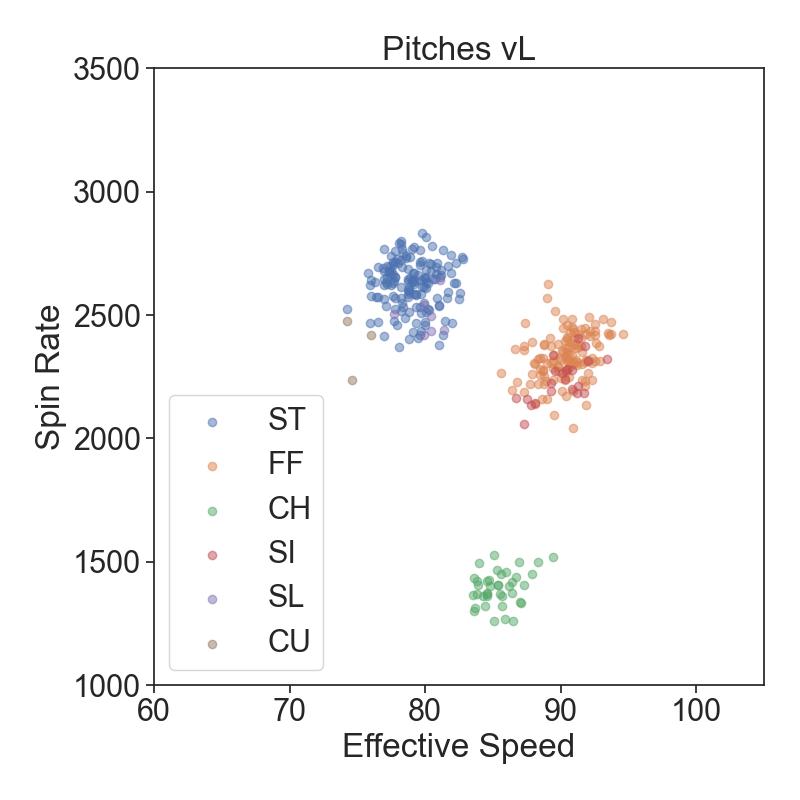 Pitches vL
3500
3000
2500
2000
1500
1000
Spin Rate
ST
FF
CH
SI
SL
CU
60 70 80 90 100
Effective Speed